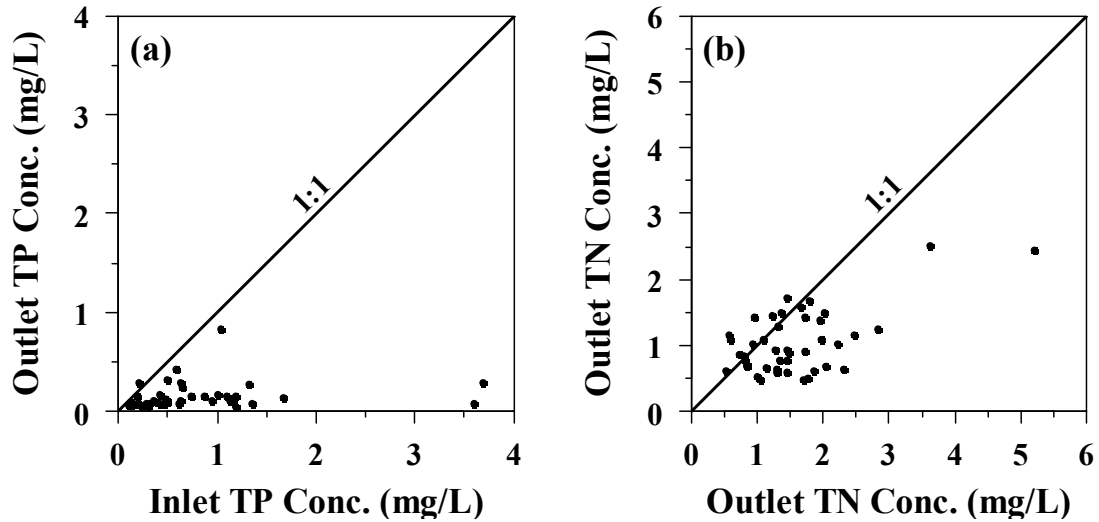 (a)
1:1
Outlet TP Conc. (mg/L)
4
3
2
1
0
0 1 2 3 4
Inlet TP Conc. (mg/L)
(b)
1:1
Outlet TN Conc. (mg/L)
6
5
4
3
2
1
0
0 1 2 3 4 5 6
Outlet TN Conc. (mg/L)